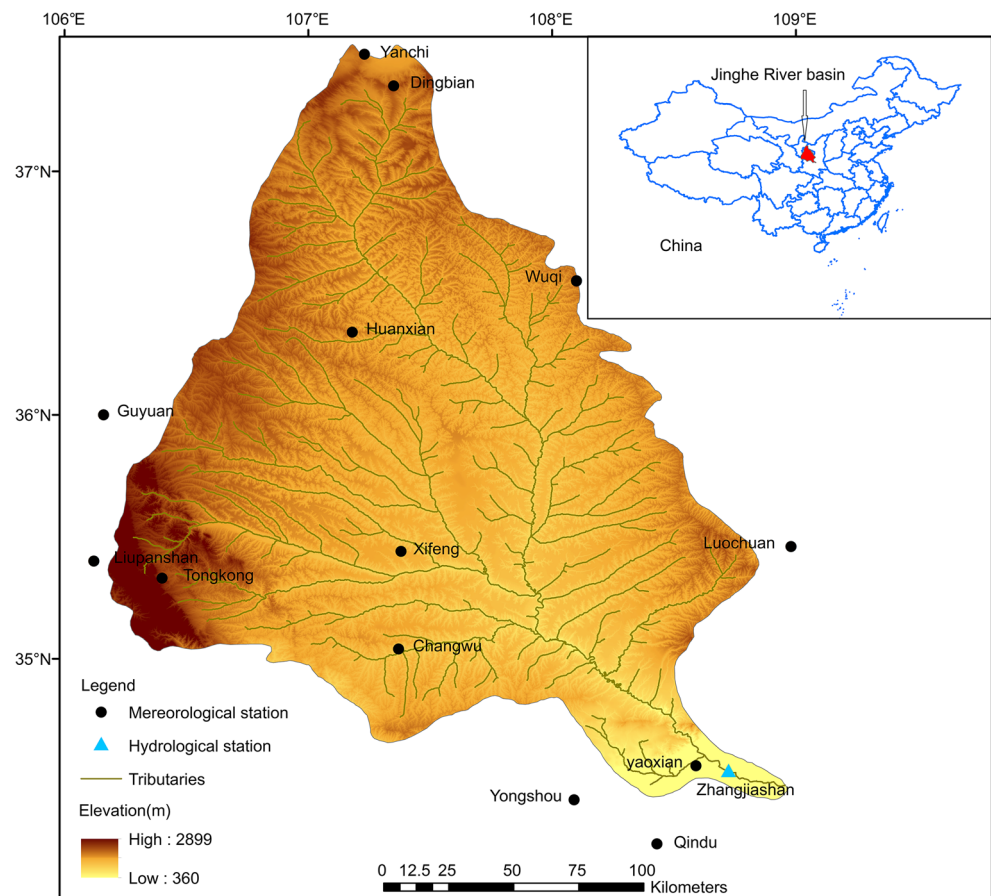 106°E 107°E 108°E 109°E
Yanchi
Dingbian
Jinghe River basin
37°N
China
Wuqi
Huanxian
Guyuan
36°N
Xifeng
Luochuan
Liupanshan
Tongkong
Changwu
35°N
Legend
Mereorological station
Hydrological station
Tributaries
Elevation(m)
High : 2899
Low : 360
yaoxian
Zhangjiashan
Yongshou
Qindu
0 12.5 25 50 75 100
Kilometers